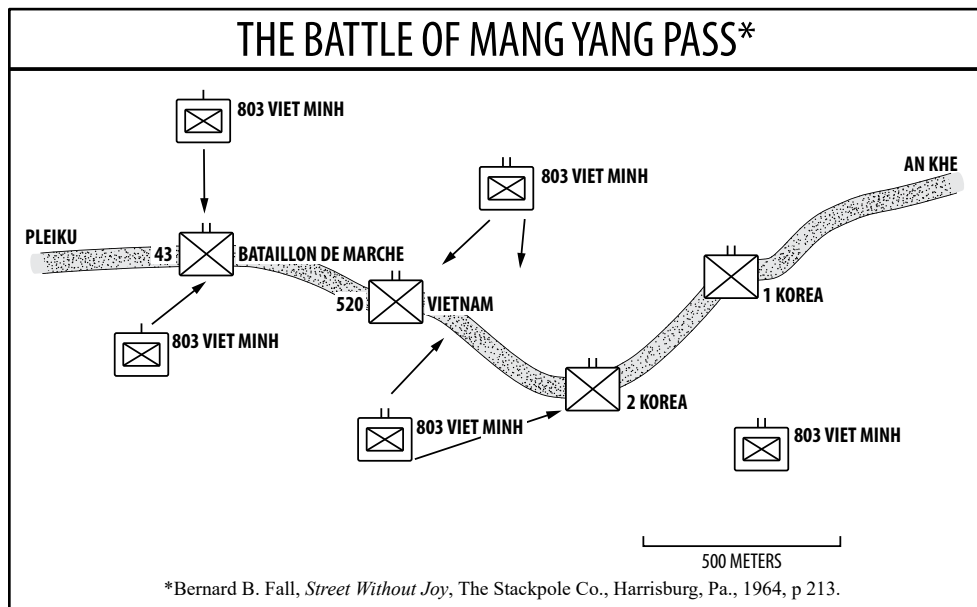 THE BATTLE OF MANG YANG PASS*
803 VIET MINH
803 VIET MINH
AN KHE
PLEIKU
43
BATAILLON DE MARCHE
520
VIETNAM
1 KOREA
803 VIET MINH
2 KOREA
803 VIET MINH
803 VIET MINH
500 METERS
*Bernard B. Fall, Street Without Joy, The Stackpole Co., Harrisburg, Pa., 1964, p 213.